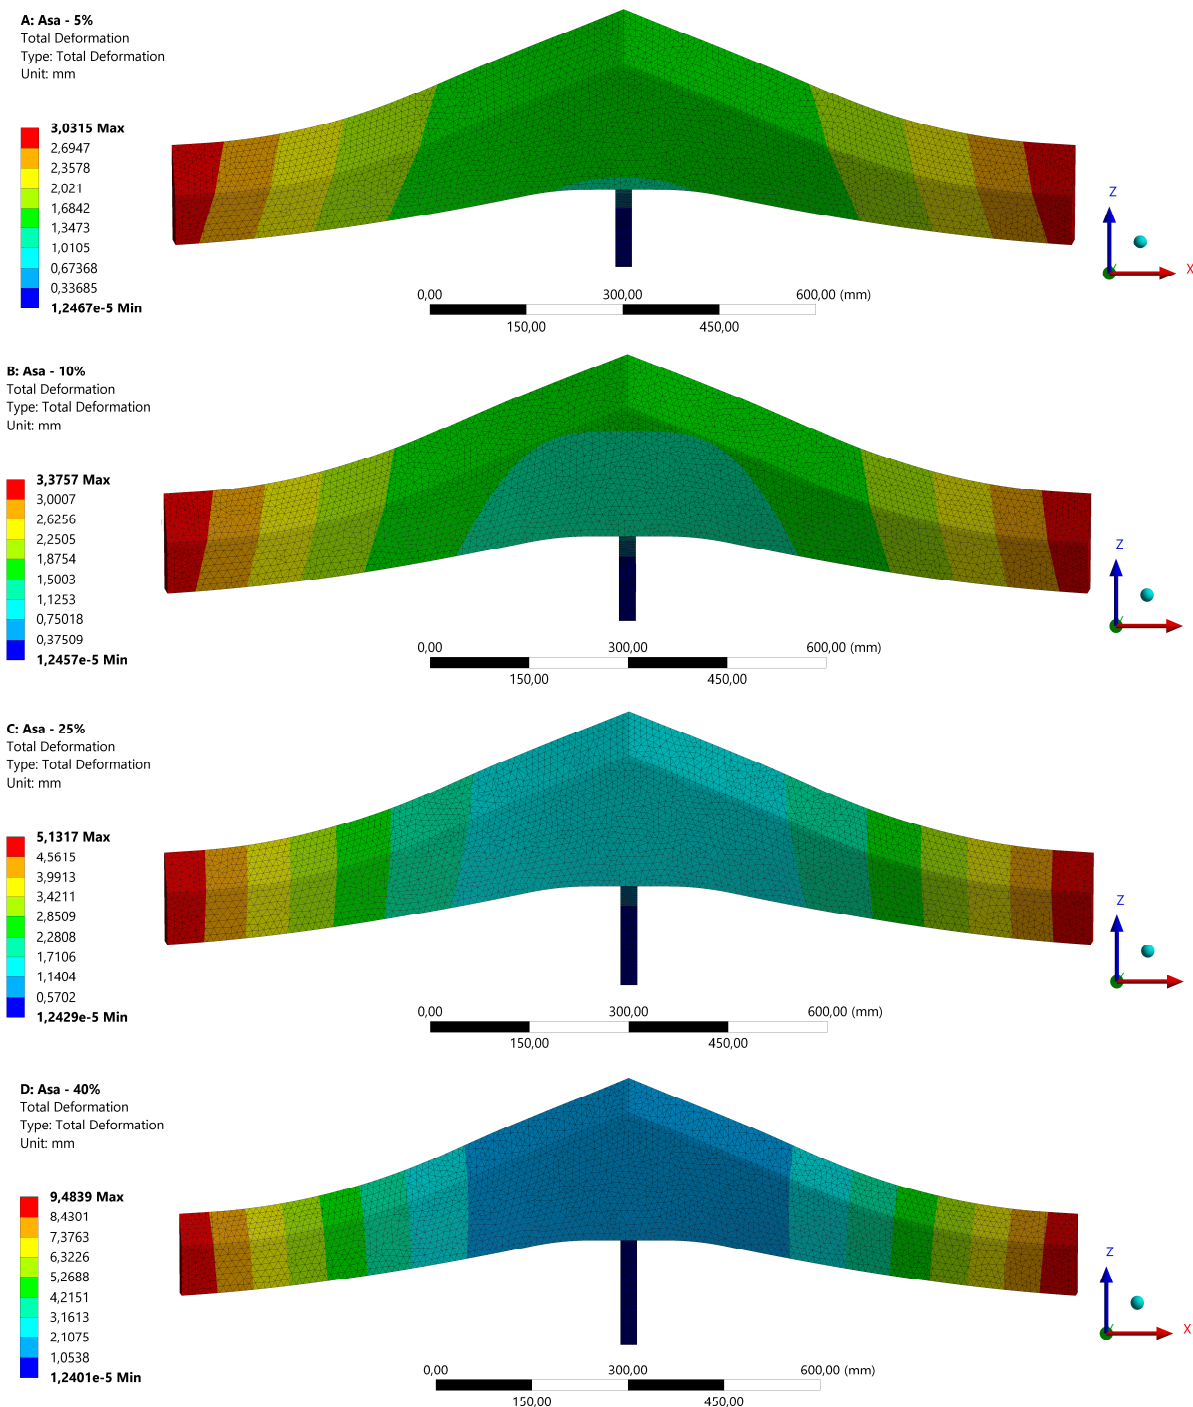 A: Asa - 5%
Total Deformation
Type: Total Deformation
Unit: mm
3,0315 Max
2,6947
2,3578
2,021
1,6842
1,3473
1,0105
0,67368
0,33685
1,2467e-5 Min
Z
X
0,00 300,00 600,00 (mm)
150,00 450,00
B: Asa - 10%
Total Deformation
Type: Total Deformation
Unit: mm
3,3757 Max
3,0007
2,6256
2,2505
1,8754
1,5003
1,1253
0,75018
0,37509
1,2457e-5 Min
Z
0,00 300,00 600,00 (mm)
150,00 450,00
C: Asa - 25%
Total Deformation
Type: Total Deformation
Unit: mm
5,1317 Max
4,5615
3,9913
3,4211
2,8509
2,2808
1,7106
1,1404
0,5702
1,2429e-5 Min
Z
0,00 300,00 600,00 (mm)
150,00 450,00
D: Asa - 40%
Total Deformation
Type: Total Deformation
Unit: mm
9,4839 Max
8,4301
7,3763
6,3226
5,2688
4,2151
3,1613
2,1075
1,0538
1,2401e-5 Min
Z
X
0,00 300,00 600,00 (mm)
150,00 450,00